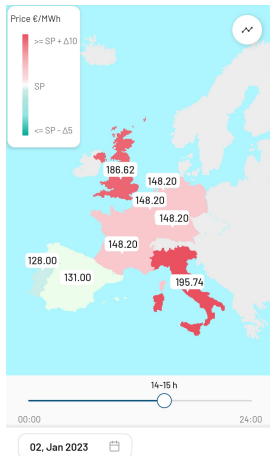 Price €/MWh
>= SP + Δ10
SP
<= SP - Δ5
186.62
148.20
148.20
148.20
148.20
128.00
131.00
195.74
14-15 h
00:00
24:00
02, Jan 2023